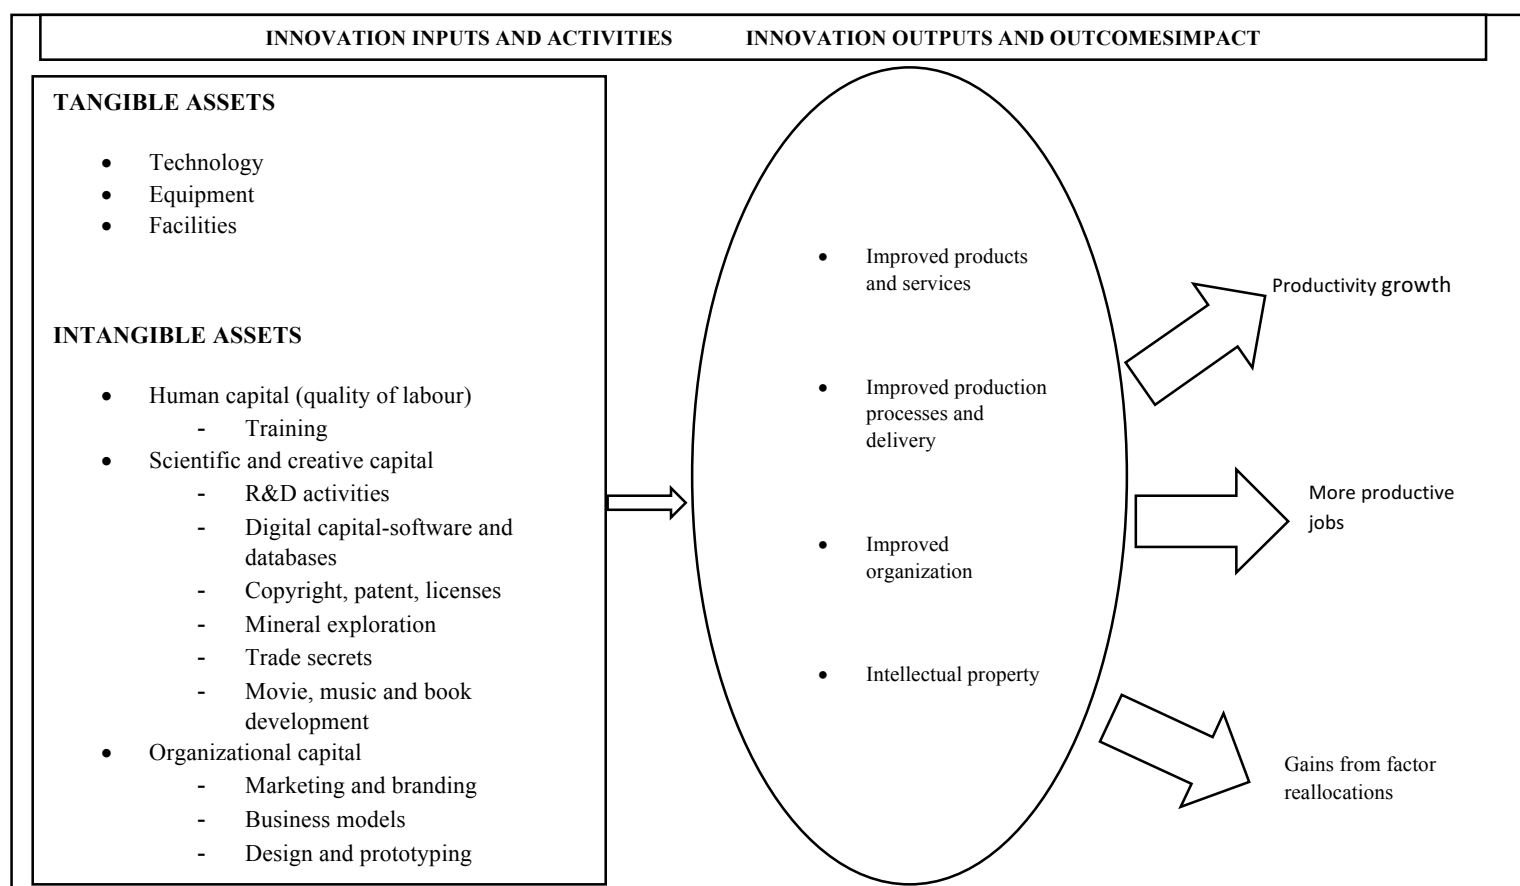 INNOVATION INPUTS AND ACTIVITIES INNOVATION OUTPUTS AND OUTCOMESIMPACT
TANGIBLE ASSETS
• Technology
• Equipment
• Facilities
INTANGIBLE ASSETS
• Human capital (quality of labour)
- Training
• Scientific and creative capital
- R&D activities
- Digital capital-software and
databases
- Copyright, patent, licenses
- Mineral exploration
- Trade secrets
- Movie, music and book
development
• Organizational capital
- Marketing and branding
- Business models
- Design and prototyping
• Improved products
and services
• Improved production
processes and
delivery
• Improved
organization
• Intellectual property
Productivity growth
More productive
jobs
Gains from factor
reallocations